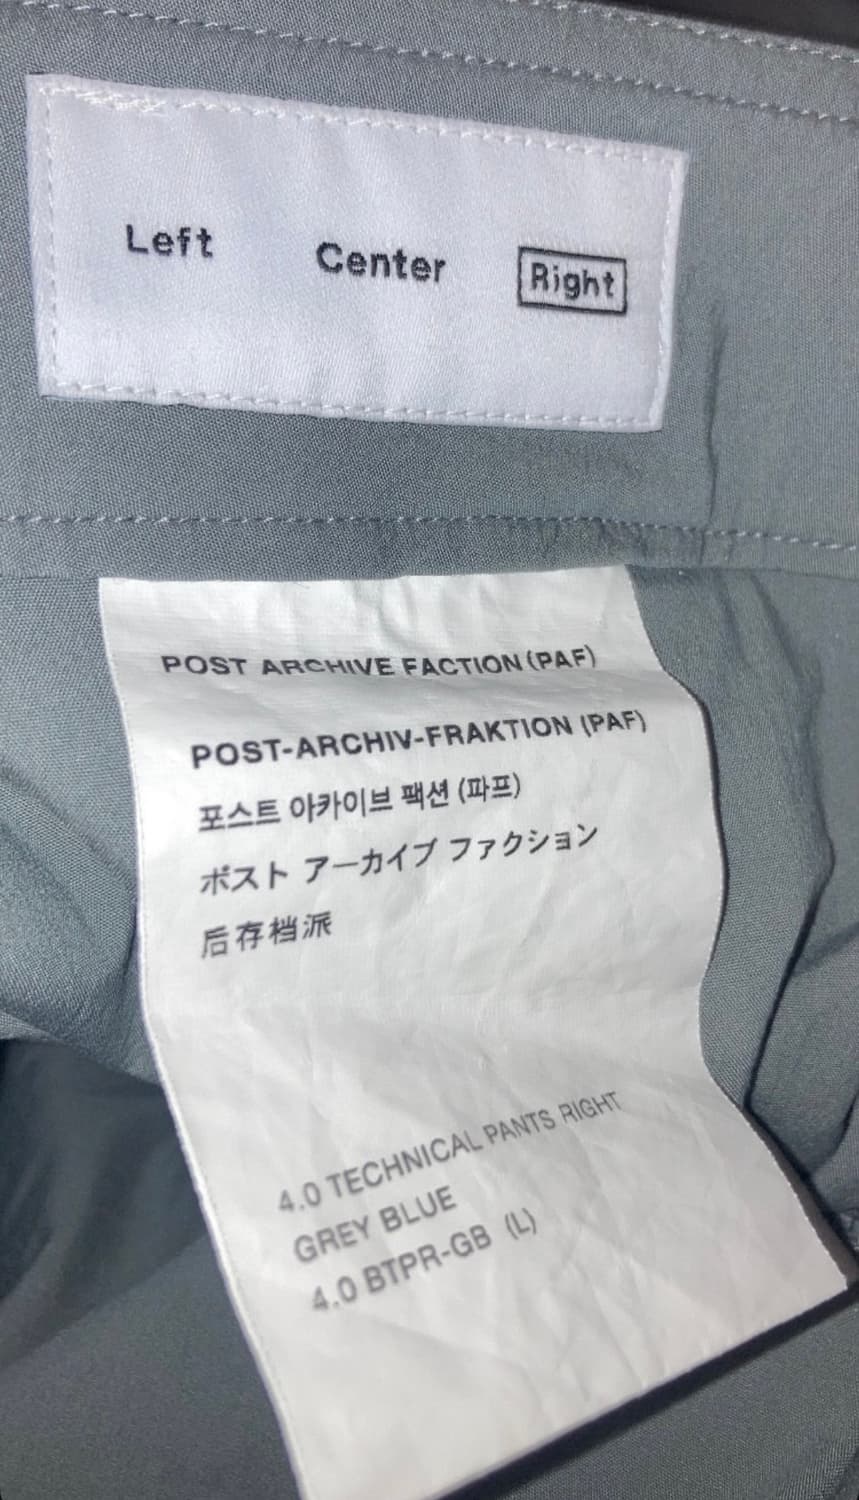 Left Center Right
POST ARCHIVE FACTION (PAF)
POST-ARCHIV-FRAKTION (PAF)
포스트 아카이브 팩션 (파프)
ポスト アーカイブ ファクション
后存档派
4.0 TECHNICAL PANTS RIGHT
GREY BLUE
4.0 BTPR-GB (L)